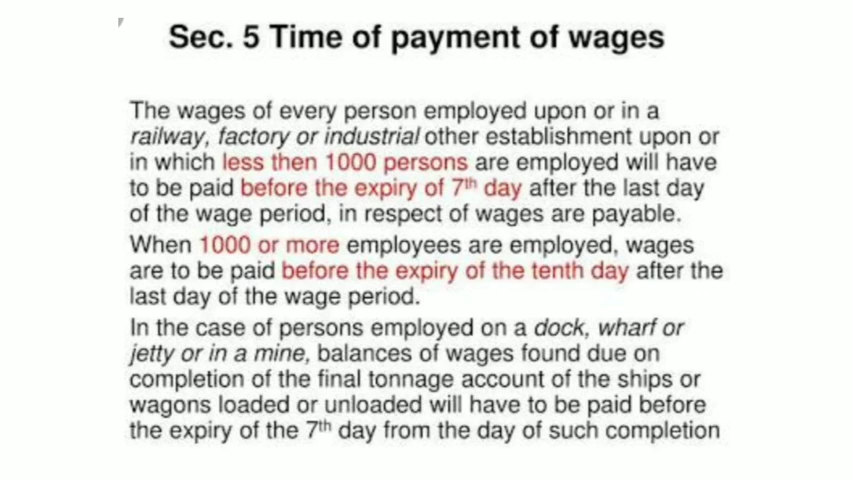 Sec. 5 Time of payment of wages
The wages of every person employed upon or in a
railway, factory or industrial other establishment upon or
in which less then 1000 persons are employed will have
to be paid before the expiry of 7th day after the last day
of the wage period, in respect of wages are payable.
When 1000 or more employees are employed, wages
are to be paid before the expiry of the tenth day after the
last day of the wage period.
In the case of persons employed on a dock, wharf or
jetty or in a mine, balances of wages found due on
completion of the final tonnage account of the ships or
wagons loaded or unloaded will have to be paid before
the expiry of the 7th day from the day of such completion